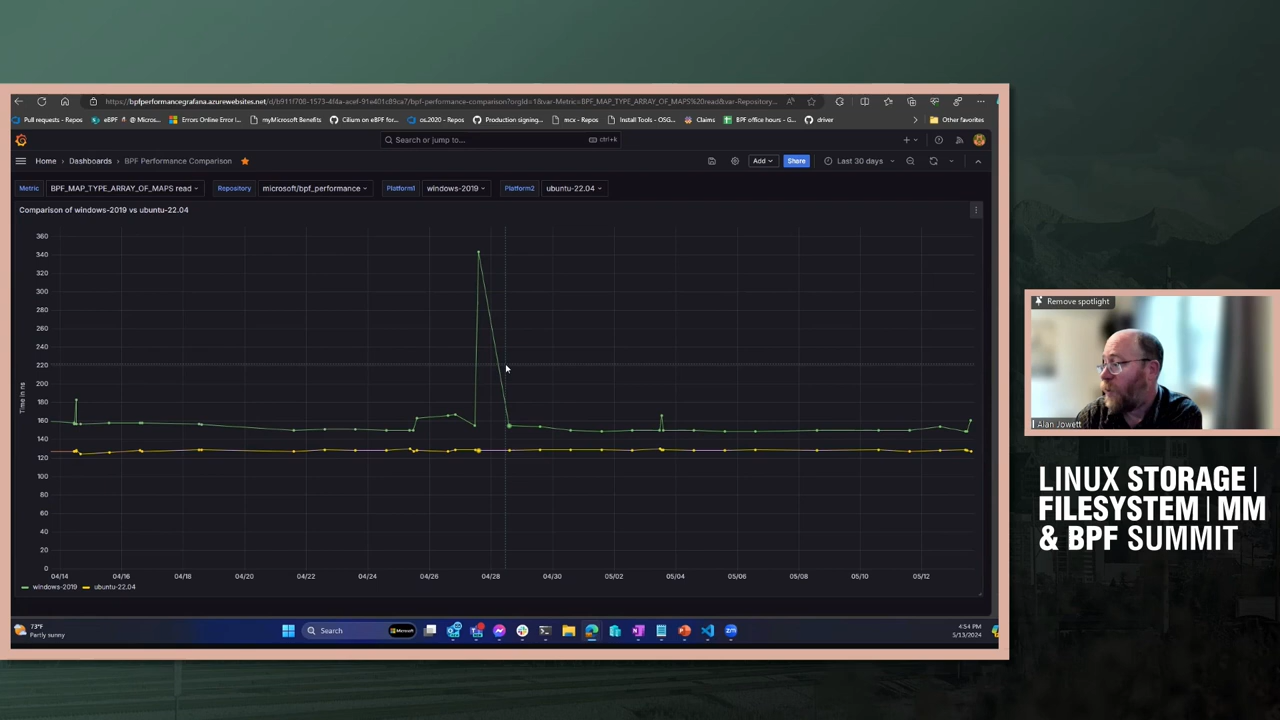 https://bpfperformancegrafana.azurewebsites.net/d/b911f708-1573-4f4a-acef-91e401c89ca7/bpf-performance-comparison?orgId=1&var-Metric=BPF_MAP_TYPE_ARRAY_OF_MAPS%20read&var-Repository...
Pull requests - Repos
eBPF
@ • Micros...
Errors: Online Error I...
myMicrosoft Benefits
Cilium on eBPF for...
os.2020 - Repos
Production signing...
mcx - Repos
Install Tools - OSG...
Claims
BPF office hours - G...
driver
Other favorites
Search or jump to...
ctrl+k
Home › Dashboards › BPF Performance Comparison
Add
Share
Last 30 days
Metric BPF_MAP_TYPE_ARRAY_OF_MAPS read
Repository microsoft/bpf_performance
Platform1 windows-2019
Platform2 ubuntu-22.04
Comparison of windows-2019 vs ubuntu-22.04
360
340
320
300
280
260
240
220
200
180
160
140
120
100
80
60
40
20
0
Time in ns
04/14 04/16 04/18 04/20 04/22 04/24 04/26 04/28 04/30 05/02 05/04 05/06 05/08 05/10 05/12
windows-2019 ubuntu-22.04
73°F
Partly sunny
Search
Microsoft
4:54 PM
5/13/2024
Remove spotlight
Alan Jowett
LINUX STORAGE |
FILESYSTEM | MM
& BPF SUMMIT